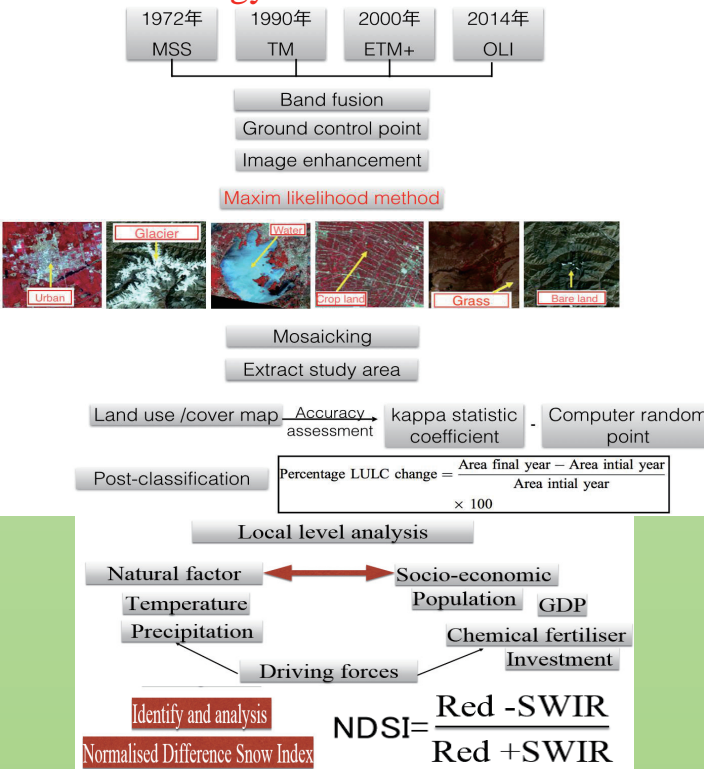 gy
1972年 1990年 2000年 2014年
MSS TM ETM+ OLI
Band fusion
Ground control point
Image enhancement
Maxim likelihood method
Urban
Glacier
Water
Crop land
Grass
Bare land
Mosaicking
Extract study area
Land use /cover map
Accuracy
assessment
kappa statistic
coefficient
-
Computer random
point
Post-classification
Percentage LULC change = (Area final year − Area intial year) / Area intial year
× 100
Local level analysis
Natural factor
Socio-economic
Temperature
Population
GDP
Precipitation
Chemical fertiliser
Investment
Driving forces
Identify and analysis
Normalised Difference Snow Index
NDSI= (Red -SWIR) / (Red +SWIR)